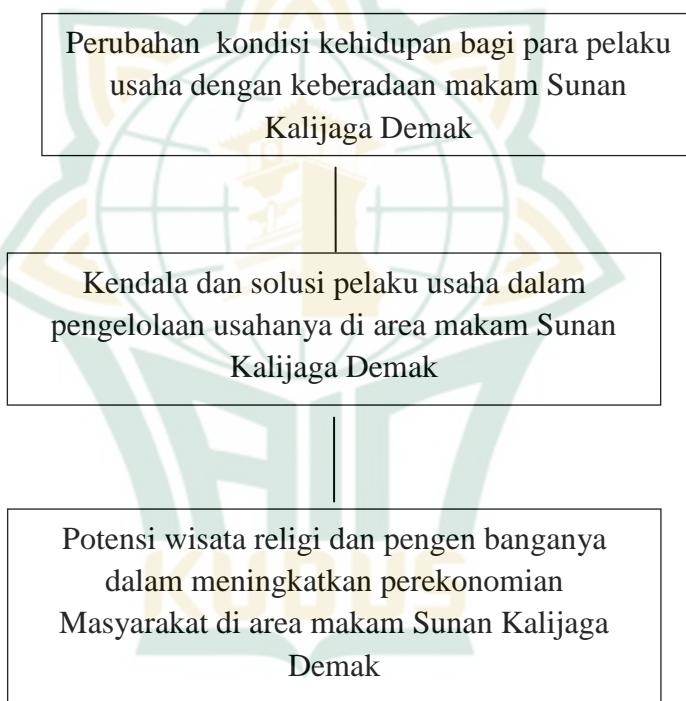 Perubahan kondisi kehidupan bagi para pelaku
usaha dengan keberadaan makam Sunan
Kalijaga Demak
Kendala dan solusi pelaku usaha dalam
pengelolaan usahanya di area makam Sunan
Kalijaga Demak
Potensi wisata religi dan pengen banganya
dalam meningkatkan perekonomian
Masyarakat di area makam Sunan Kalijaga
Demak
KUDUS